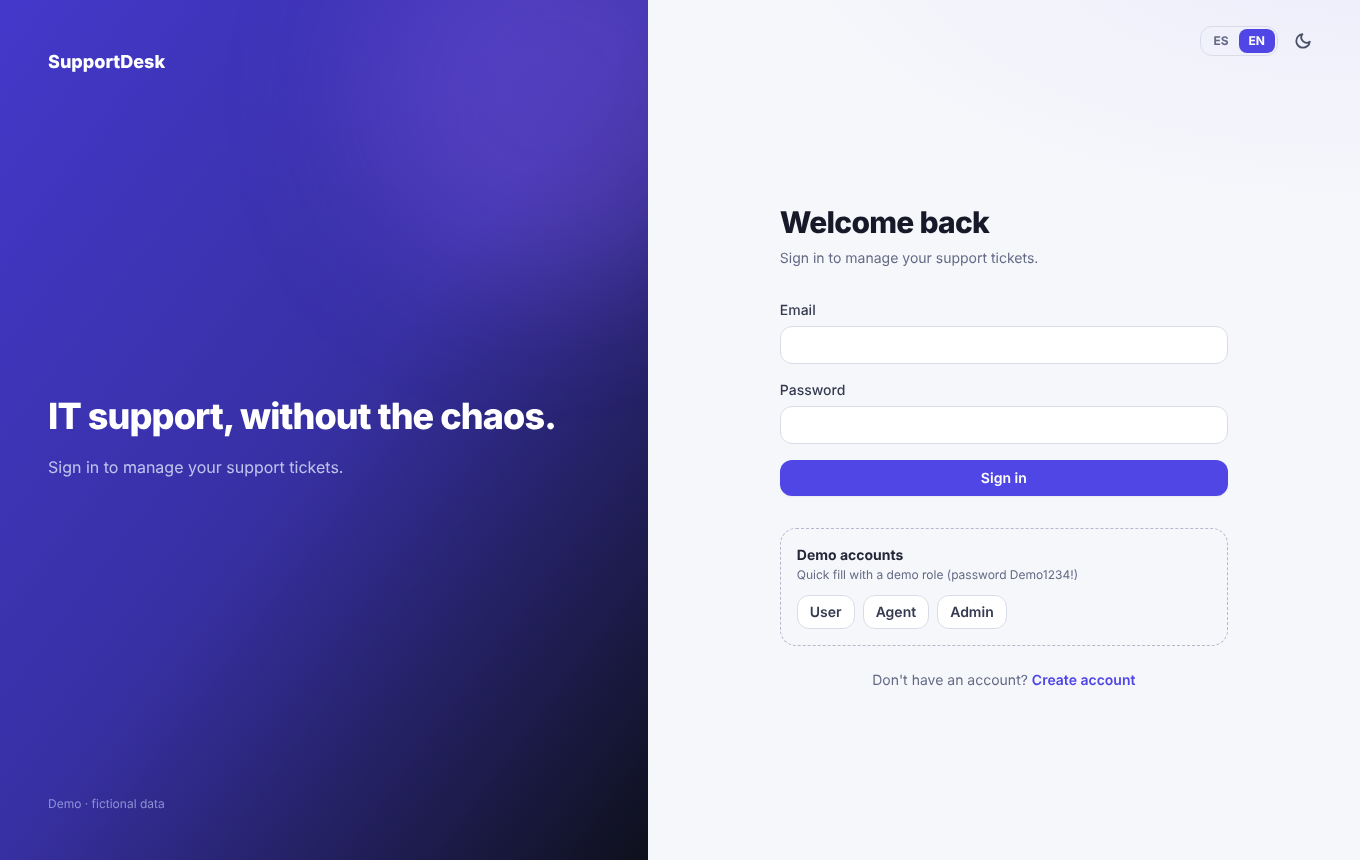 SupportDesk
IT support, without the chaos.
Sign in to manage your support tickets.
Demo · fictional data
ES EN
Welcome back
Sign in to manage your support tickets.
Email
Password
Sign in
Demo accounts
Quick fill with a demo role (password Demo1234!)
User Agent Admin
Don't have an account? Create account